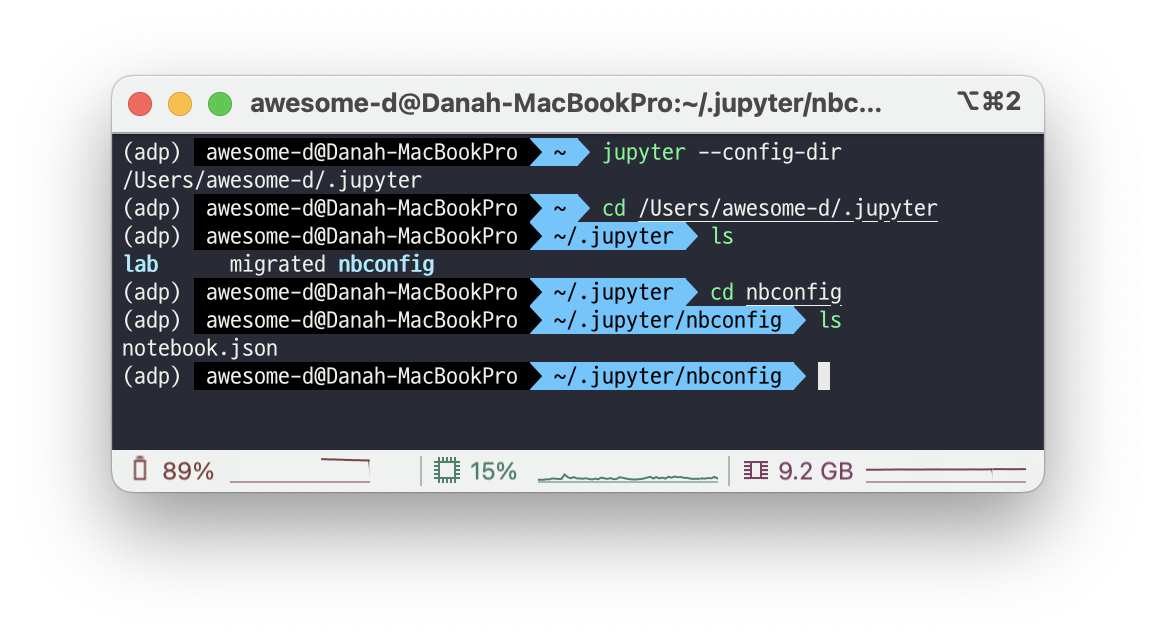 awesome-d@Danah-MacBookPro:~/.jupyter/nbc... ⌥⌘2
(adp) awesome-d@Danah-MacBookPro ~ jupyter --config-dir
/Users/awesome-d/.jupyter
(adp) awesome-d@Danah-MacBookPro ~ cd /Users/awesome-d/.jupyter
(adp) awesome-d@Danah-MacBookPro ~/.jupyter ls
lab migrated nbconfig
(adp) awesome-d@Danah-MacBookPro ~/.jupyter cd nbconfig
(adp) awesome-d@Danah-MacBookPro ~/.jupyter/nbconfig ls
notebook.json
(adp) awesome-d@Danah-MacBookPro ~/.jupyter/nbconfig
89% 15% 9.2 GB